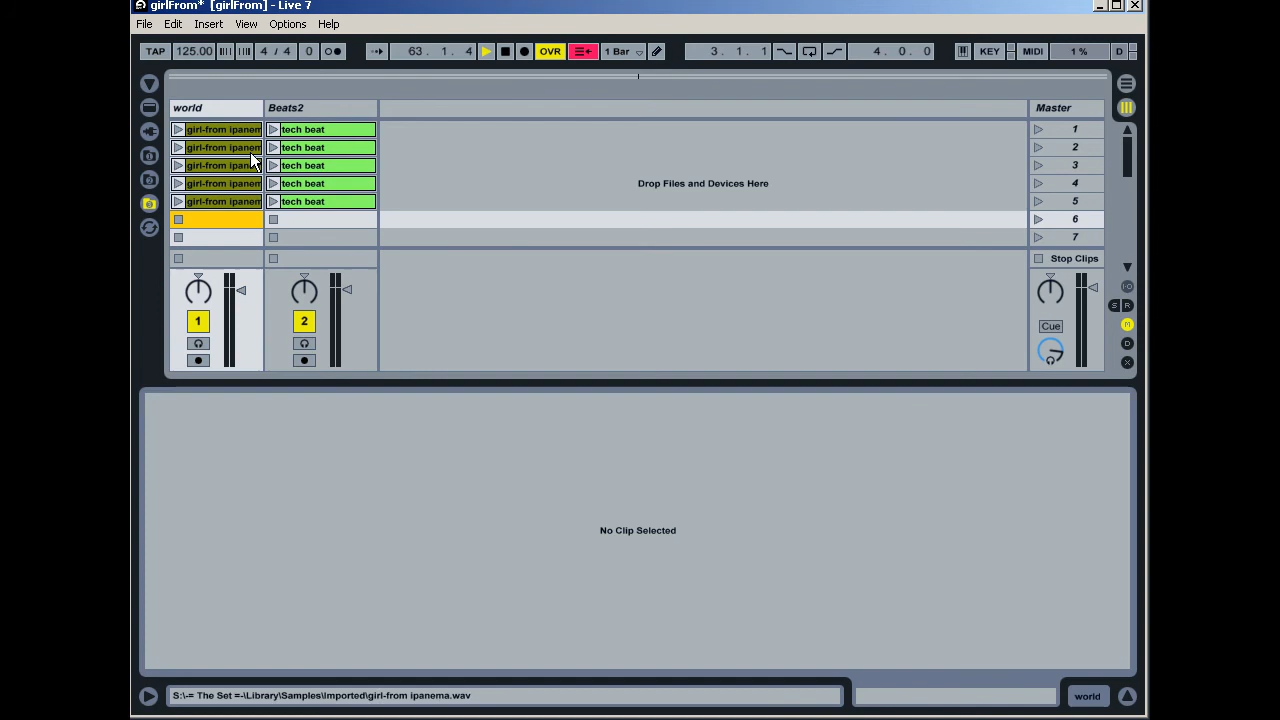 girlFrom* [girlFrom] - Live 7
File Edit Insert View Options Help
TAP 125.00 4 / 4 0 63. 1. 4 OVR 1 Bar 3. 1. 1 4. 0. 0 KEY MIDI 1 % D
world Beats2 Master
girl-from ipanem tech beat 1
girl-from ipanem tech beat 2
girl-from ipanem tech beat 3
girl-from ipanem tech beat 4
girl-from ipanem tech beat 5
6
7
Drop Files and Devices Here
Stop Clips
I-O
S R
1 2 Cue M
D
X
No Clip Selected
S:\-= The Set =-\Library\Samples\Imported\girl-from ipanema.wav world